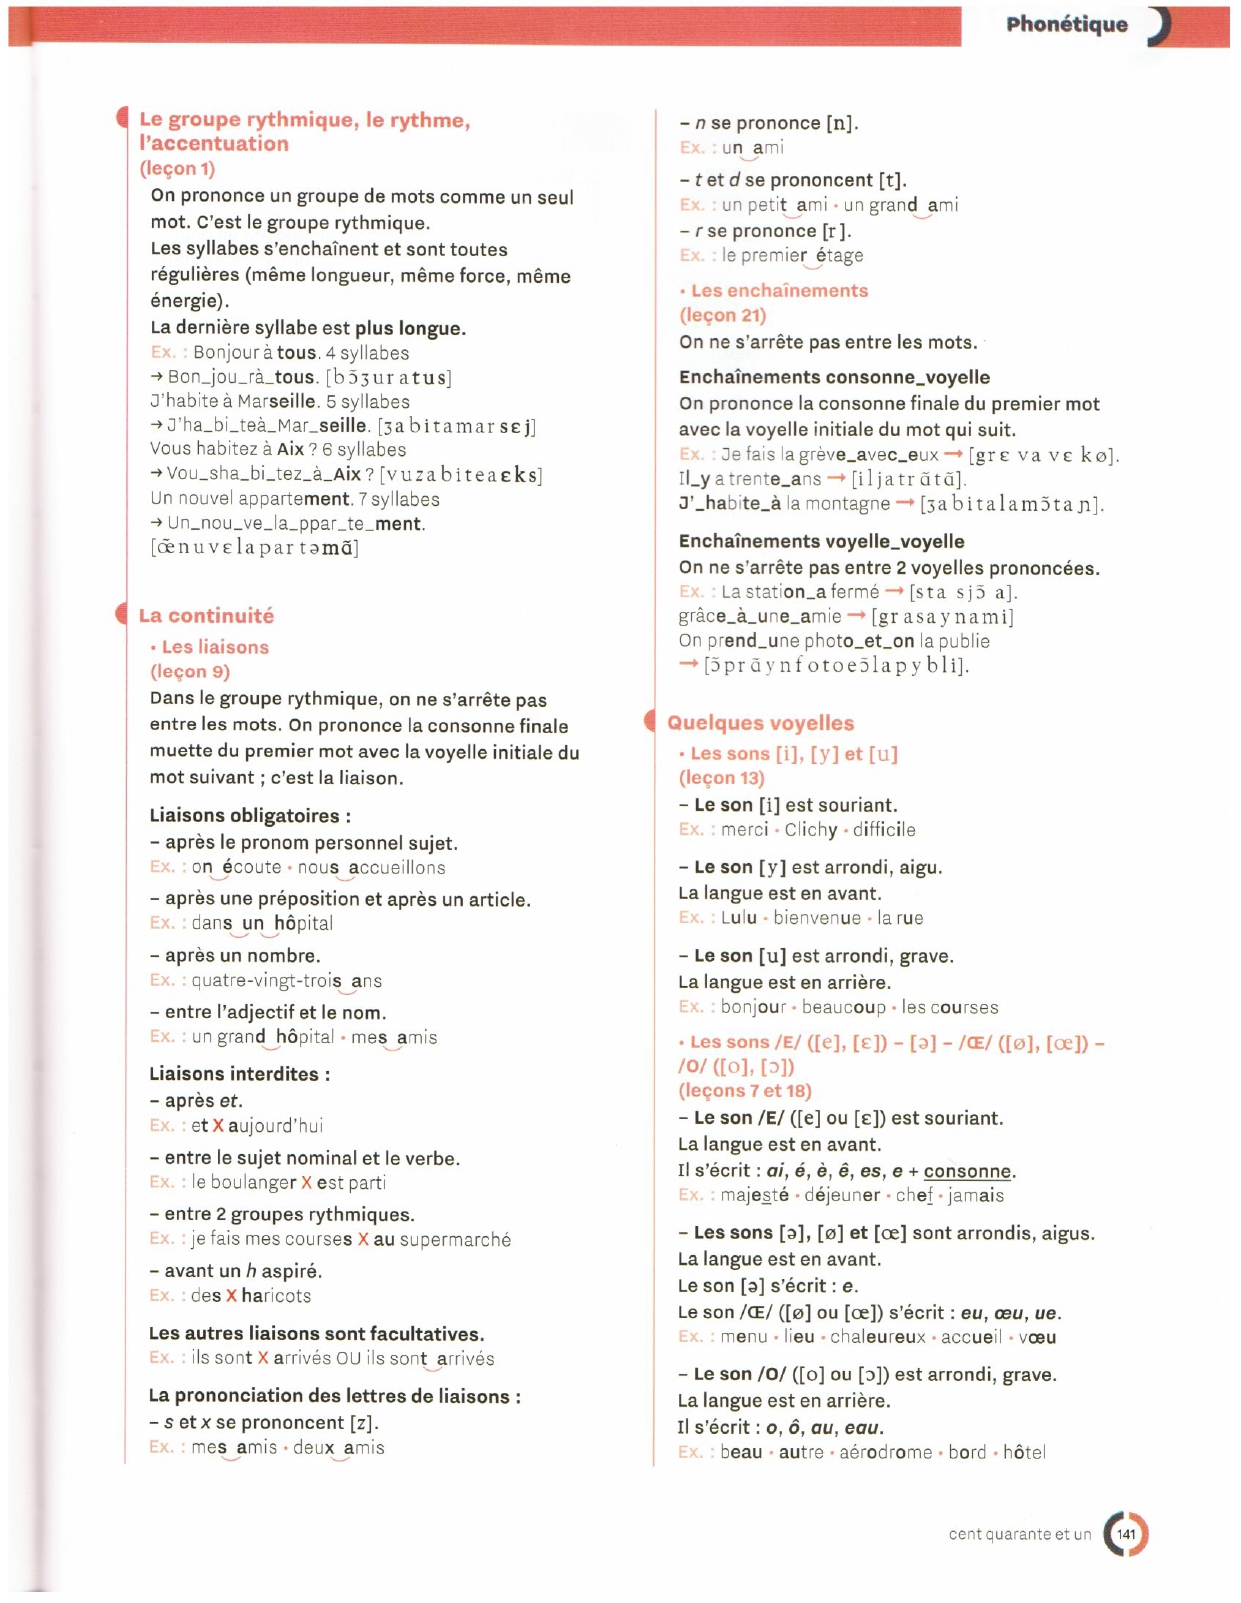 Phonétique
Le groupe rythmique, le rythme,
l'accentuation
(leçon 1)
On prononce un groupe de mots comme un seul
mot. C'est le groupe rythmique.
Les syllabes s'enchaînent et sont toutes
régulières (même longueur, même force, même
énergie).
La dernière syllabe est plus longue.
Ex. : Bonjour à tous. 4 syllabes
→ Bon_jou_rà_tous. [bɔ̃ʒuratus]
J'habite à Marseille. 5 syllabes
→ J'ha_bi_teà_Mar_seille. [ʒabitamarsɛj]
Vous habitez à Aix ? 6 syllabes
→ Vou_sha_bi_tez_à_Aix ? [vuzabiteaɛks]
Un nouvel appartement. 7 syllabes
→ Un_nou_ve_la_ppar_te_ment.
[œ̃nuvɛlapartəmɑ̃]
La continuité
• Les liaisons
(leçon 9)
Dans le groupe rythmique, on ne s'arrête pas
entre les mots. On prononce la consonne finale
muette du premier mot avec la voyelle initiale du
mot suivant ; c'est la liaison.
Liaisons obligatoires :
– après le pronom personnel sujet.
Ex. : on‿écoute • nous‿accueillons
– après une préposition et après un article.
Ex. : dans‿un‿hôpital
– après un nombre.
Ex. : quatre-vingt-trois‿ans
– entre l'adjectif et le nom.
Ex. : un grand‿hôpital • mes‿amis
Liaisons interdites :
– après et.
Ex. : et X aujourd'hui
– entre le sujet nominal et le verbe.
Ex. : le boulanger X est parti
– entre 2 groupes rythmiques.
Ex. : je fais mes courses X au supermarché
– avant un h aspiré.
Ex. : des X haricots
Les autres liaisons sont facultatives.
Ex. : ils sont X arrivés OU ils sont‿arrivés
La prononciation des lettres de liaisons :
– s et x se prononcent [z].
Ex. : mes‿amis • deux‿amis
– n se prononce [n].
Ex. : un‿ami
– t et d se prononcent [t].
Ex. : un petit‿ami • un grand‿ami
– r se prononce [r].
Ex. : le premier‿étage
• Les enchaînements
(leçon 21)
On ne s'arrête pas entre les mots.
Enchaînements consonne_voyelle
On prononce la consonne finale du premier mot
avec la voyelle initiale du mot qui suit.
Ex. : Je fais la grève_avec_eux → [grɛ va vɛ kø].
Il_y a trente_ans → [iljatrɑ̃tɑ̃].
J'_habite_à la montagne → [ʒabitalamɔ̃taɲ].
Enchaînements voyelle_voyelle
On ne s'arrête pas entre 2 voyelles prononcées.
Ex. : La station_a fermé → [sta sjɔ̃ a].
grâce_à_une_amie → [grasaynami]
On prend_une photo_et_on la publie
→ [ɔ̃prɑ̃ynfotoeɔ̃lapybli].
Quelques voyelles
• Les sons [i], [y] et [u]
(leçon 13)
– Le son [i] est souriant.
Ex. : merci • Clichy • difficile
– Le son [y] est arrondi, aigu.
La langue est en avant.
Ex. : Lulu • bienvenue • la rue
– Le son [u] est arrondi, grave.
La langue est en arrière.
Ex. : bonjour • beaucoup • les courses
• Les sons /E/ ([e], [ɛ]) – [ə] – /Œ/ ([ø], [œ]) –
/O/ ([o], [ɔ])
(leçons 7 et 18)
– Le son /E/ ([e] ou [ɛ]) est souriant.
La langue est en avant.
Il s'écrit : ai, é, è, ê, es, e + consonne.
Ex. : majesté • déjeuner • chef • jamais
– Les sons [ə], [ø] et [œ] sont arrondis, aigus.
La langue est en avant.
Le son [ə] s'écrit : e.
Le son /Œ/ ([ø] ou [œ]) s'écrit : eu, œu, ue.
Ex. : menu • lieu • chaleureux • accueil • vœu
– Le son /O/ ([o] ou [ɔ]) est arrondi, grave.
La langue est en arrière.
Il s'écrit : o, ô, au, eau.
Ex. : beau • autre • aérodrome • bord • hôtel
cent quarante et un 141